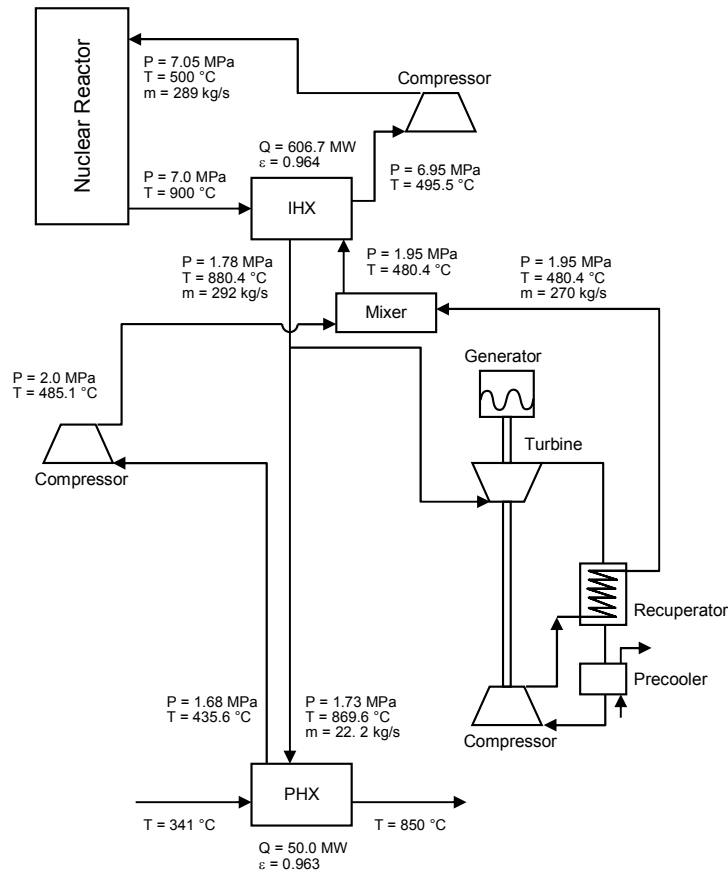 Nuclear Reactor
P = 7.05 MPa
T = 500 °C
m = 289 kg/s
Compressor
Q = 606.7 MW
ε = 0.964
P = 7.0 MPa
T = 900 °C
IHX
P = 6.95 MPa
T = 495.5 °C
P = 1.78 MPa
T = 880.4 °C
m = 292 kg/s
P = 1.95 MPa
T = 480.4 °C
P = 1.95 MPa
T = 480.4 °C
m = 270 kg/s
Mixer
Generator
P = 2.0 MPa
T = 485.1 °C
Turbine
Compressor
Recuperator
Precooler
P = 1.68 MPa
T = 435.6 °C
P = 1.73 MPa
T = 869.6 °C
m = 22. 2 kg/s
Compressor
PHX
T = 341 °C
T = 850 °C
Q = 50.0 MW
ε = 0.963